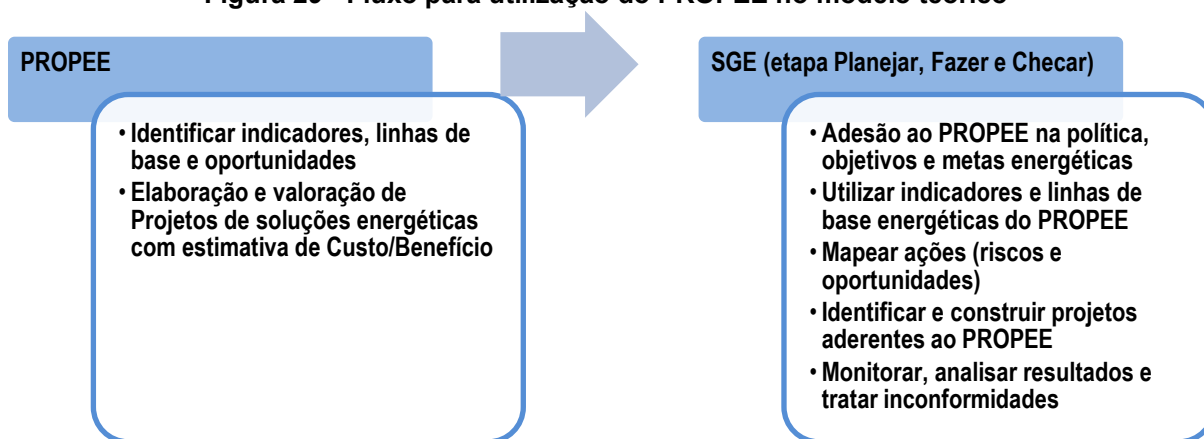 Figura 25 - Fluxo para utilização do PROPEE no modelo teórico
PROPEE
• Identificar indicadores, linhas de
base e oportunidades
• Elaboração e valoração de
Projetos de soluções energéticas
com estimativa de Custo/Benefício
SGE (etapa Planejar, Fazer e Checar)
• Adesão ao PROPEE na política,
objetivos e metas energéticas
• Utilizar indicadores e linhas de
base energéticas do PROPEE
• Mapear ações (riscos e
oportunidades)
• Identificar e construir projetos
aderentes ao PROPEE
• Monitorar, analisar resultados e
tratar inconformidades